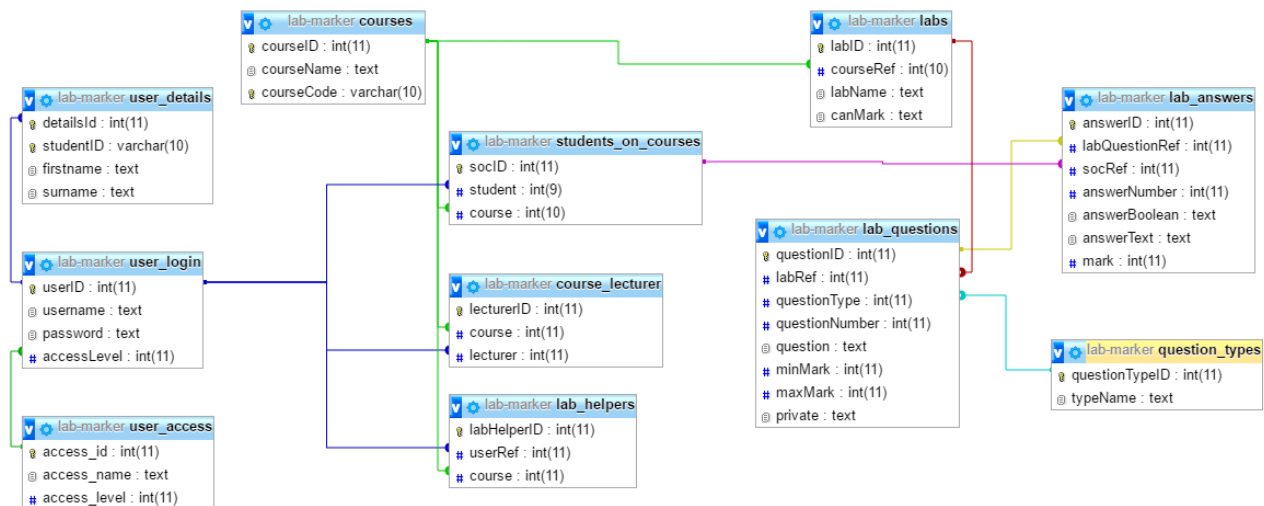 lab-marker courses
courseID : int(11)
courseName : text
courseCode : varchar(10)
lab-marker labs
labID : int(11)
courseRef : int(10)
labName : text
canMark : text
lab-marker user_details
detailsId : int(11)
studentID : varchar(10)
firstname : text
surname : text
lab-marker lab_answers
answerID : int(11)
labQuestionRef : int(11)
socRef : int(11)
answerNumber : int(11)
answerBoolean : text
answerText : text
mark : int(11)
lab-marker students_on_courses
socID : int(11)
student : int(9)
course : int(10)
lab-marker lab_questions
questionID : int(11)
labRef : int(11)
questionType : int(11)
questionNumber : int(11)
question : text
minMark : int(11)
maxMark : int(11)
private : text
lab-marker user_login
userID : int(11)
username : text
password : text
accessLevel : int(11)
lab-marker course_lecturer
lecturerID : int(11)
course : int(11)
lecturer : int(11)
lab-marker question_types
questionTypeID : int(11)
typeName : text
lab-marker lab_helpers
labHelperID : int(11)
userRef : int(11)
course : int(11)
lab-marker user_access
access_id : int(11)
access_name : text
access_level : int(11)